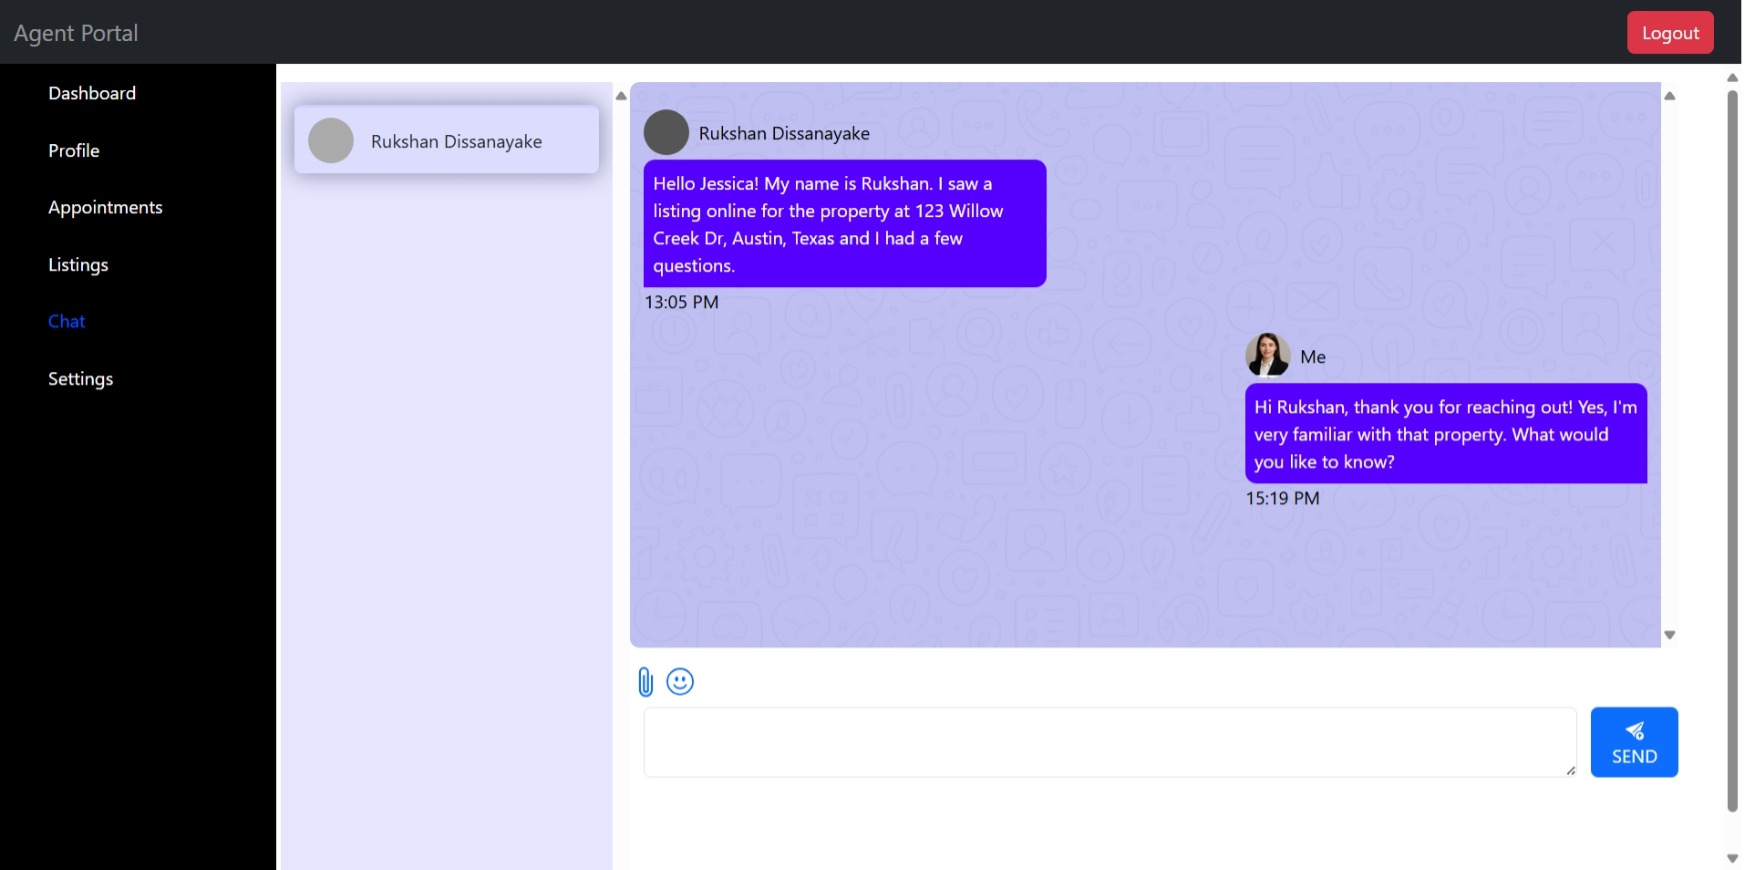 Agent Portal
Logout
Dashboard
Profile
Appointments
Listings
Chat
Settings
Rukshan Dissanayake
Rukshan Dissanayake
Hello Jessica! My name is Rukshan. I saw a
listing online for the property at 123 Willow
Creek Dr, Austin, Texas and I had a few
questions.
13:05 PM
Me
Hi Rukshan, thank you for reaching out! Yes, I'm
very familiar with that property. What would
you like to know?
15:19 PM
SEND